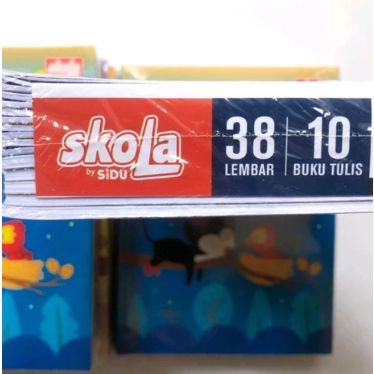 skola
by SiDU
38
LEMBAR
10
BUKU TULIS